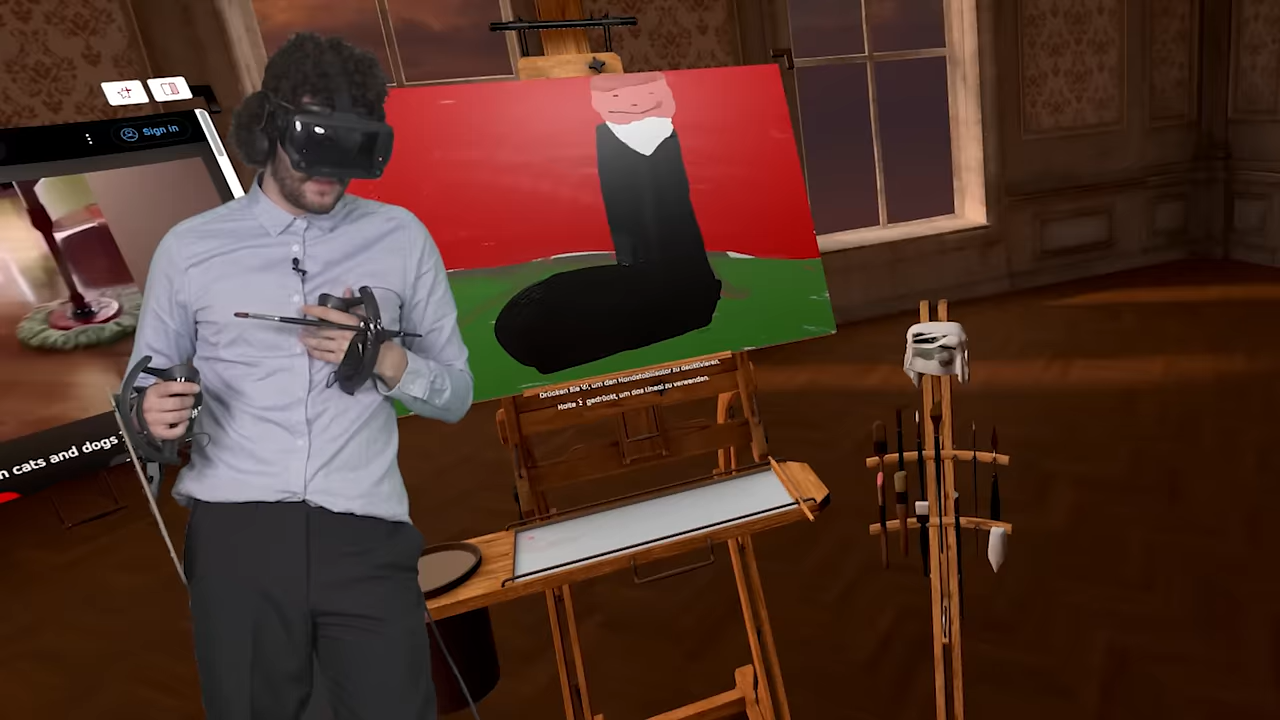 Sign in
Drücken Sie, um den Handstabilisator zu deaktivieren.
Halte gedrückt, um das Lineal zu verwenden.
n cats and dogs